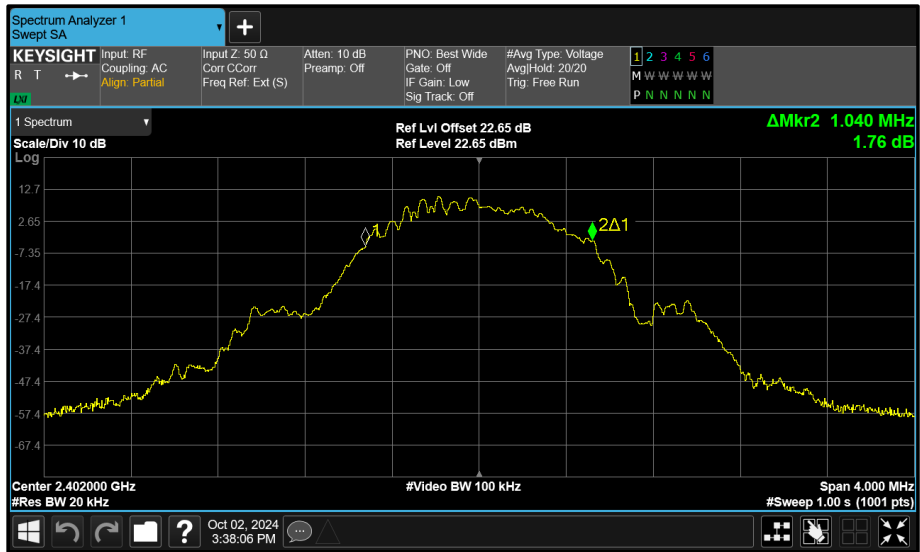 Spectrum Analyzer 1
Swept SA
+
KEYSIGHT
R T
LXI
Input: RF
Coupling: AC
Align: Partial
Input Z: 50 Ω
Corr CCorr
Freq Ref: Ext (S)
Atten: 10 dB
Preamp: Off
PNO: Best Wide
Gate: Off
IF Gain: Low
Sig Track: Off
#Avg Type: Voltage
Avg|Hold: 20/20
Trig: Free Run
1 2 3 4 5 6
M W W W W W
P N N N N N
1 Spectrum
Scale/Div 10 dB
Ref Lvl Offset 22.65 dB
Ref Level 22.65 dBm
ΔMkr2 1.040 MHz
1.76 dB
Log
12.7
2.65
-7.35
-17.4
-27.4
-37.4
-47.4
-57.4
-67.4
1
2Δ1
Center 2.402000 GHz
#Video BW 100 kHz
Span 4.000 MHz
#Res BW 20 kHz
#Sweep 1.00 s (1001 pts)
?
Oct 02, 2024
3:38:06 PM